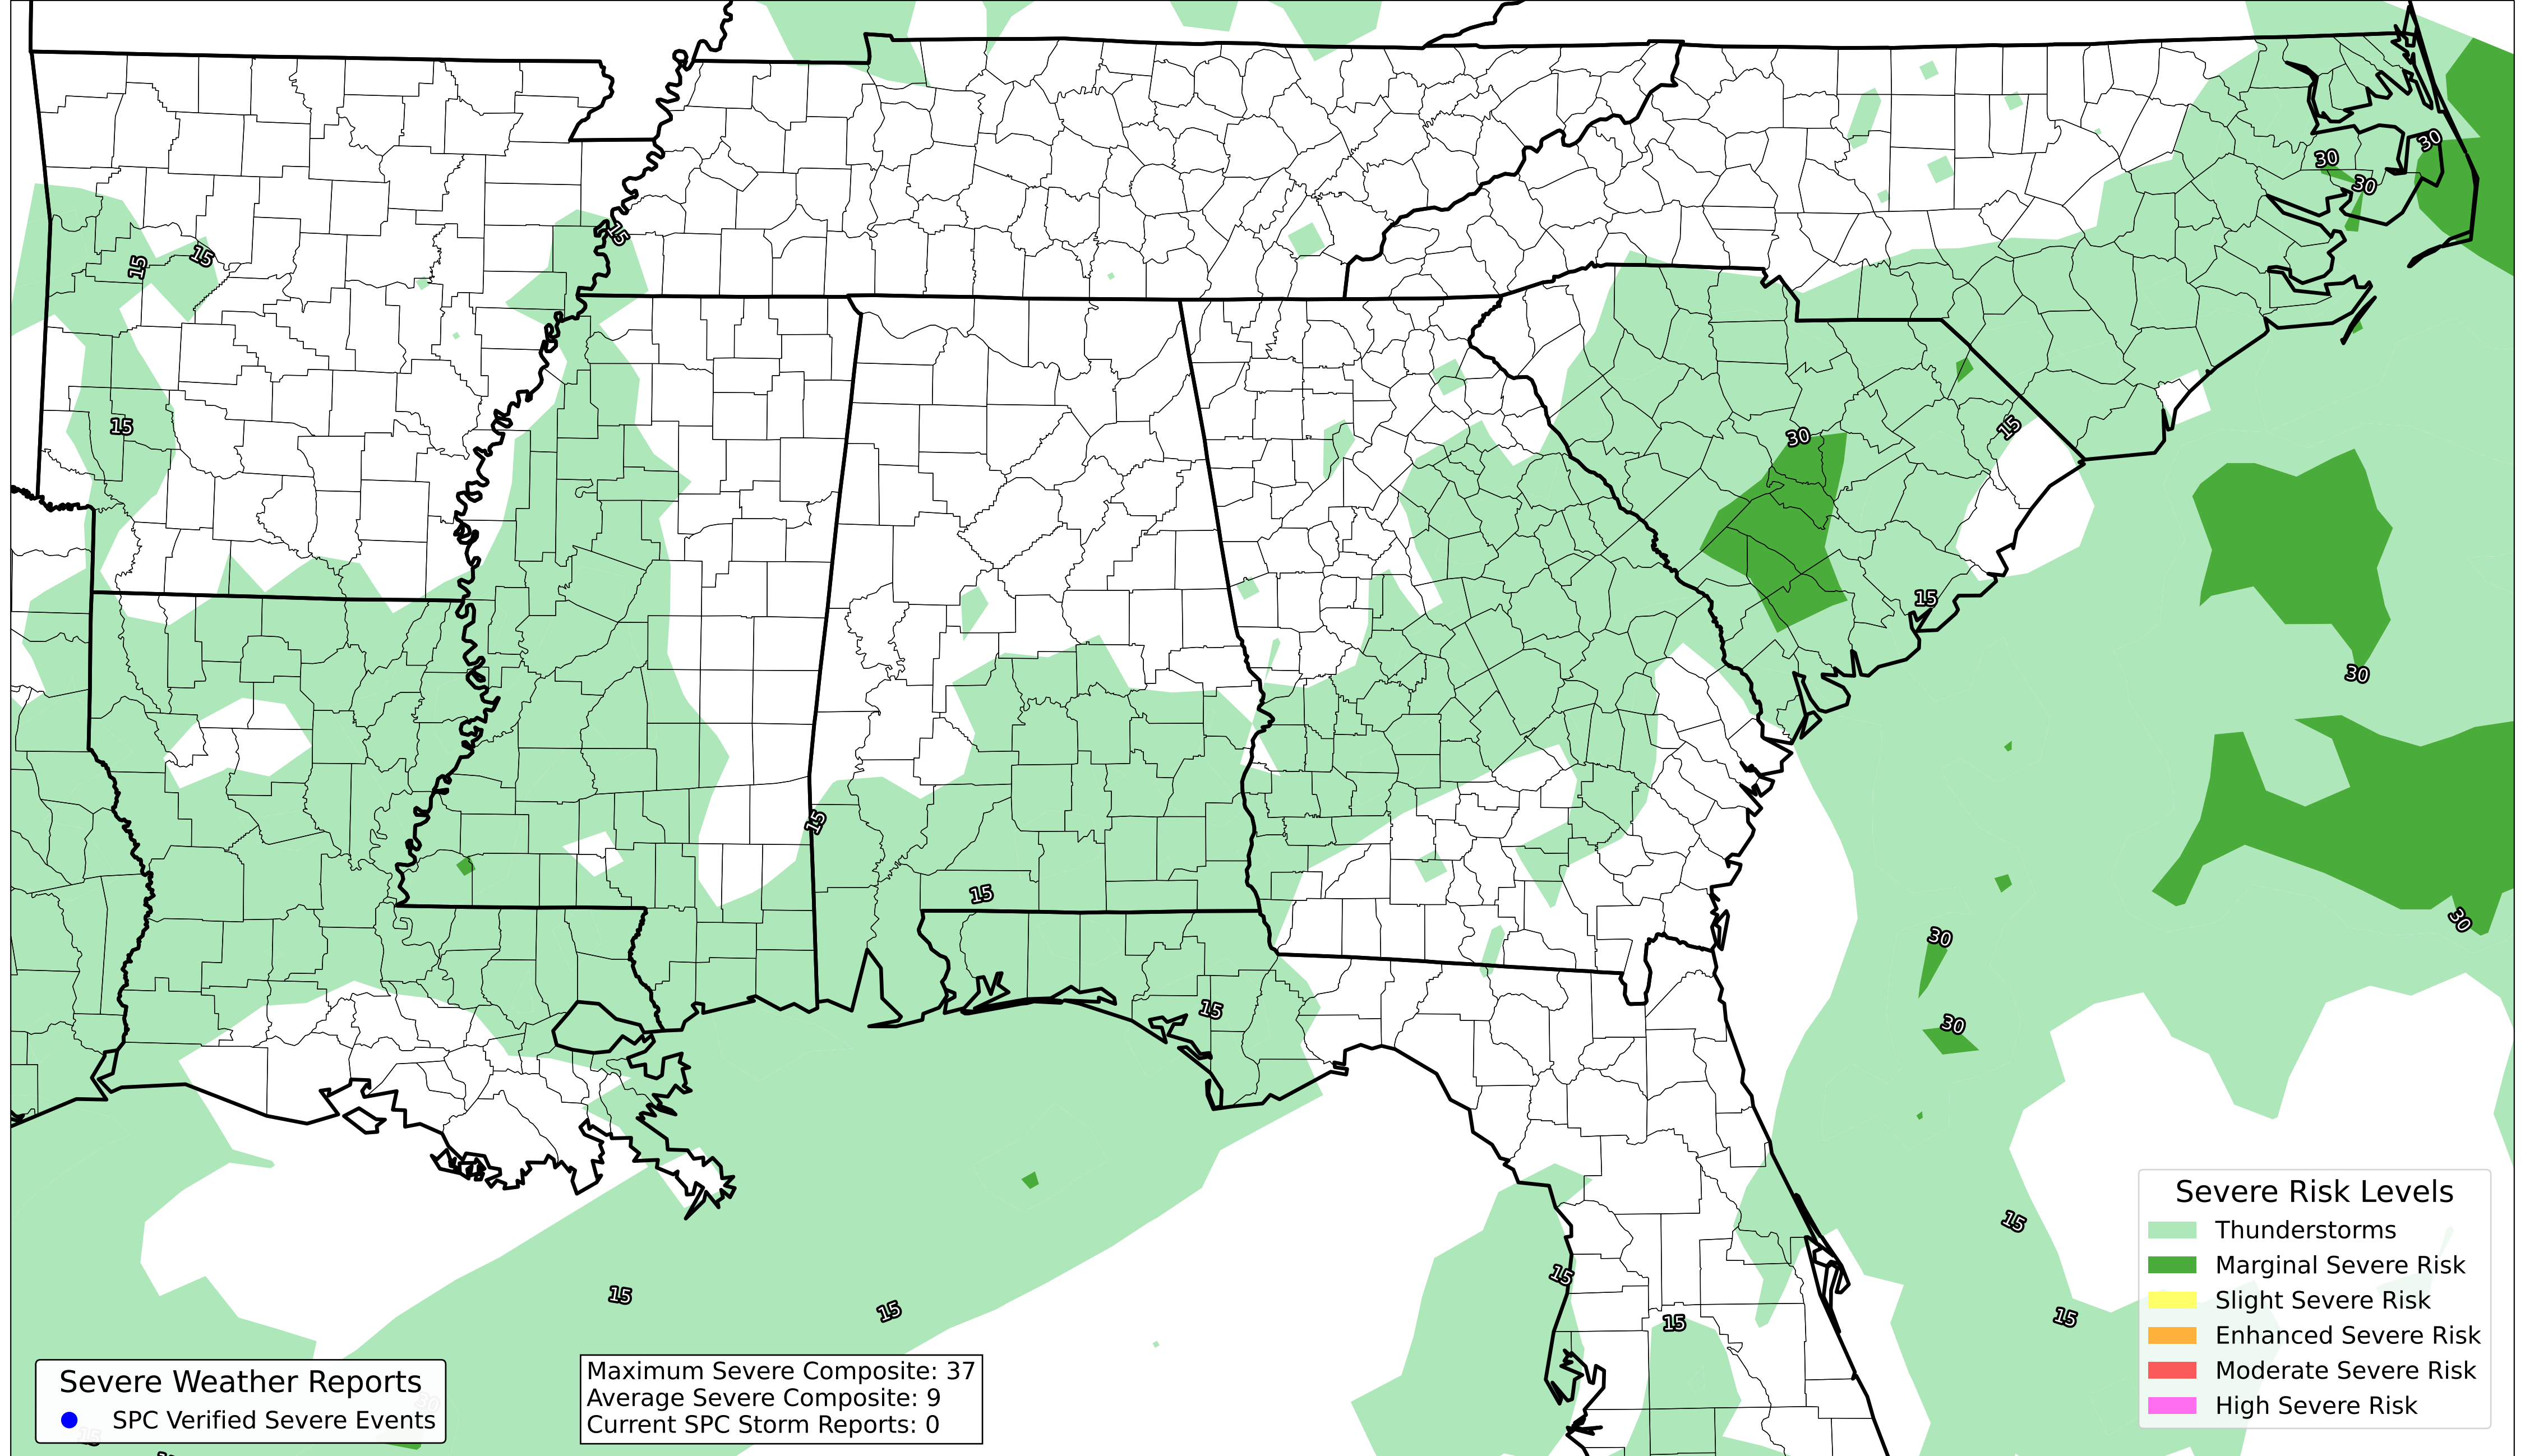 30
30
30
15
15
15
15
30
15
15
30
15
15
30
30
15
30
15
15
15
15
15
15
Severe Risk Levels
Thunderstorms
Marginal Severe Risk
Slight Severe Risk
Enhanced Severe Risk
Moderate Severe Risk
High Severe Risk
Severe Weather Reports
SPC Verified Severe Events
30
15
Maximum Severe Composite: 37
Average Severe Composite: 9
Current SPC Storm Reports: 0